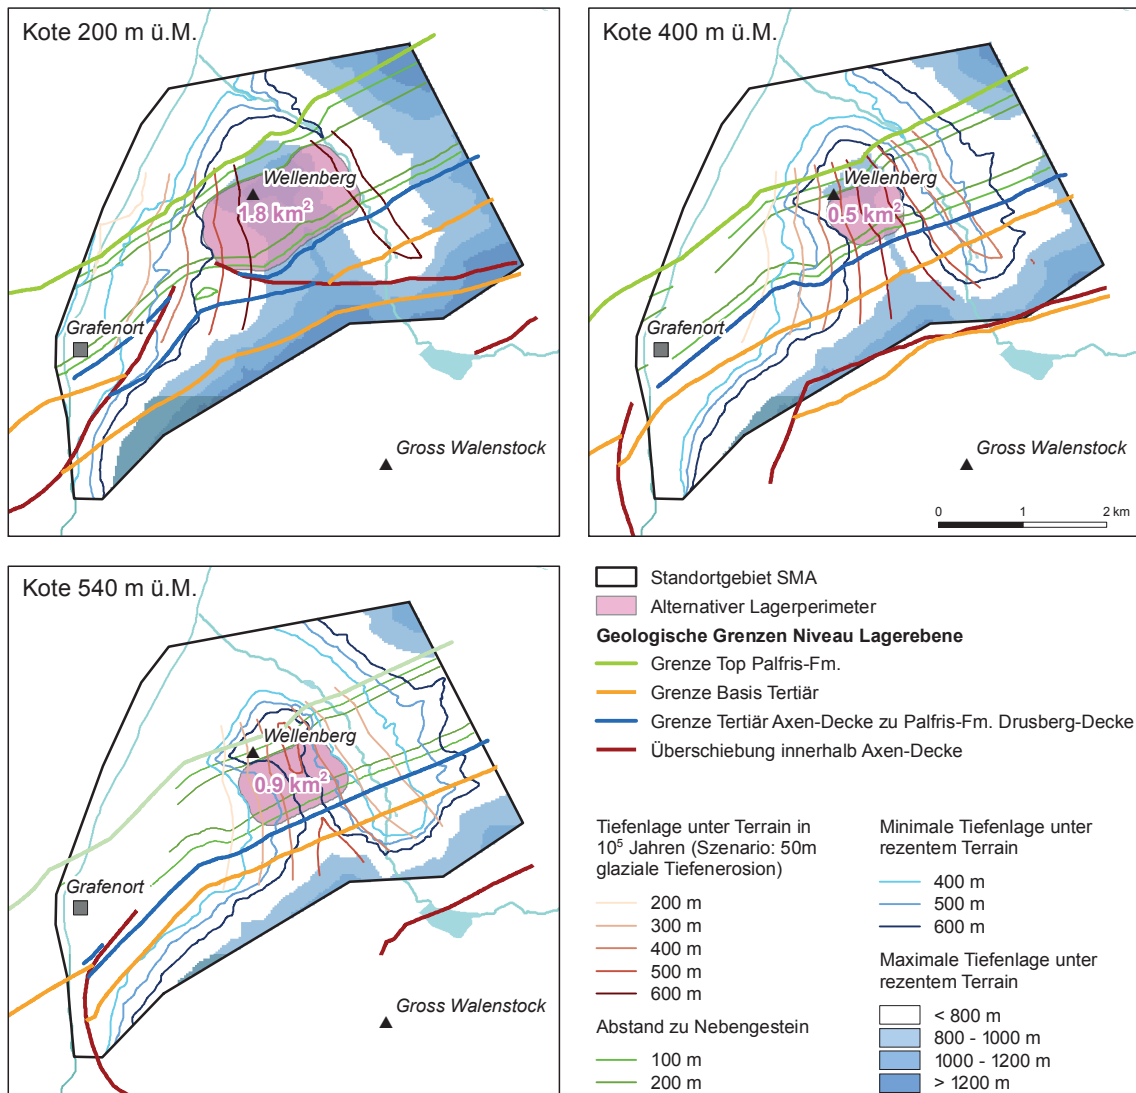 Kote 200 m ü.M.
Wellenberg
1.8 km²
Grafenort
Gross Walenstock
Kote 400 m ü.M.
Wellenberg
0.5 km²
Grafenort
Gross Walenstock
0 1 2 km
Kote 540 m ü.M.
Wellenberg
0.9 km²
Grafenort
Gross Walenstock
Standortgebiet SMA
Alternativer Lagerperimeter
Geologische Grenzen Niveau Lagerebene
Grenze Top Palfris-Fm.
Grenze Basis Tertiär
Grenze Tertiär Axen-Decke zu Palfris-Fm. Drusberg-Decke
Überschiebung innerhalb Axen-Decke
Tiefenlage unter Terrain in
10⁵ Jahren (Szenario: 50m
glaziale Tiefenerosion)
200 m
300 m
400 m
500 m
600 m
Abstand zu Nebengestein
100 m
200 m
Minimale Tiefenlage unter
rezentem Terrain
400 m
500 m
600 m
Maximale Tiefenlage unter
rezentem Terrain
< 800 m
800 - 1000 m
1000 - 1200 m
> 1200 m